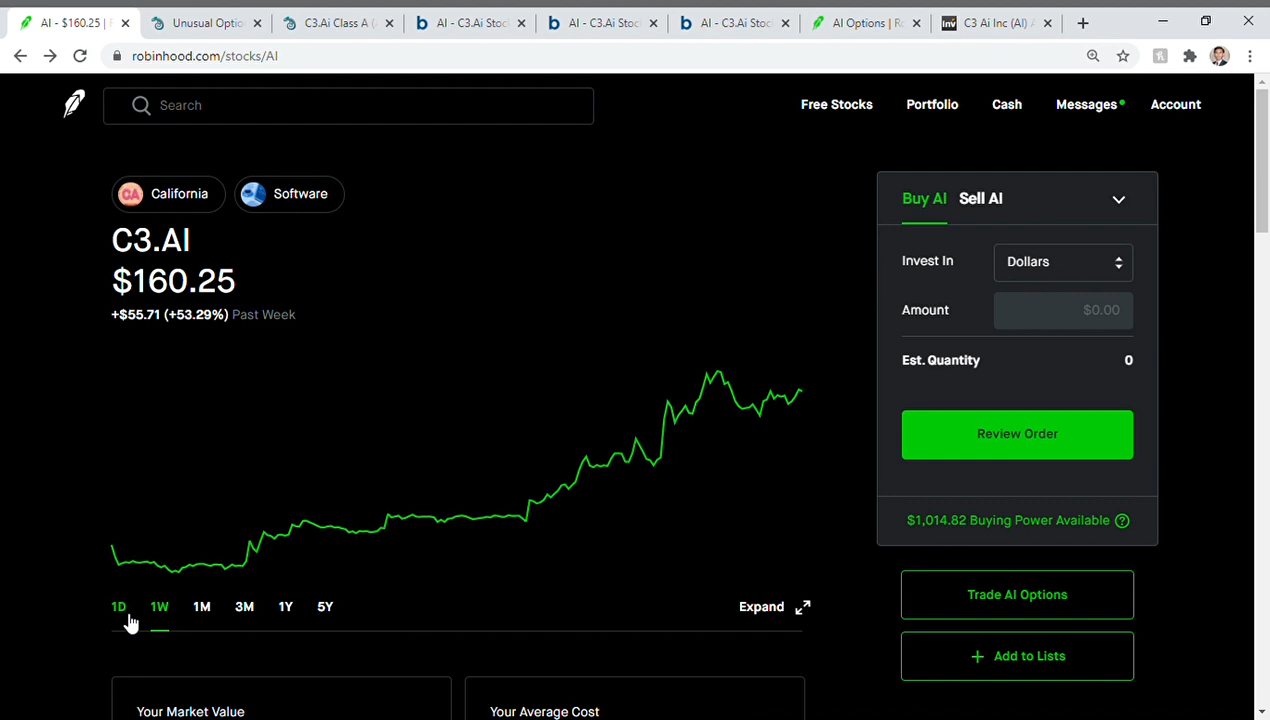 AI - $160.25 |
Unusual Optio
C3.Ai Class A (
AI - C3.Ai Stoc
AI - C3.Ai Stoc
AI - C3.Ai Stoc
AI Options | Ro
Inv
C3 Ai Inc (AI)
robinhood.com/stocks/AI
Search
Free Stocks
Portfolio
Cash
Messages
Account
CA
California
Software
C3.AI
$160.25
+$55.71 (+53.29%) Past Week
1D 1W 1M 3M 1Y 5Y
Expand
Your Market Value
Your Average Cost
Buy AI Sell AI
Invest In Dollars
Amount $0.00
Est. Quantity 0
Review Order
$1,014.82 Buying Power Available
Trade AI Options
+ Add to Lists